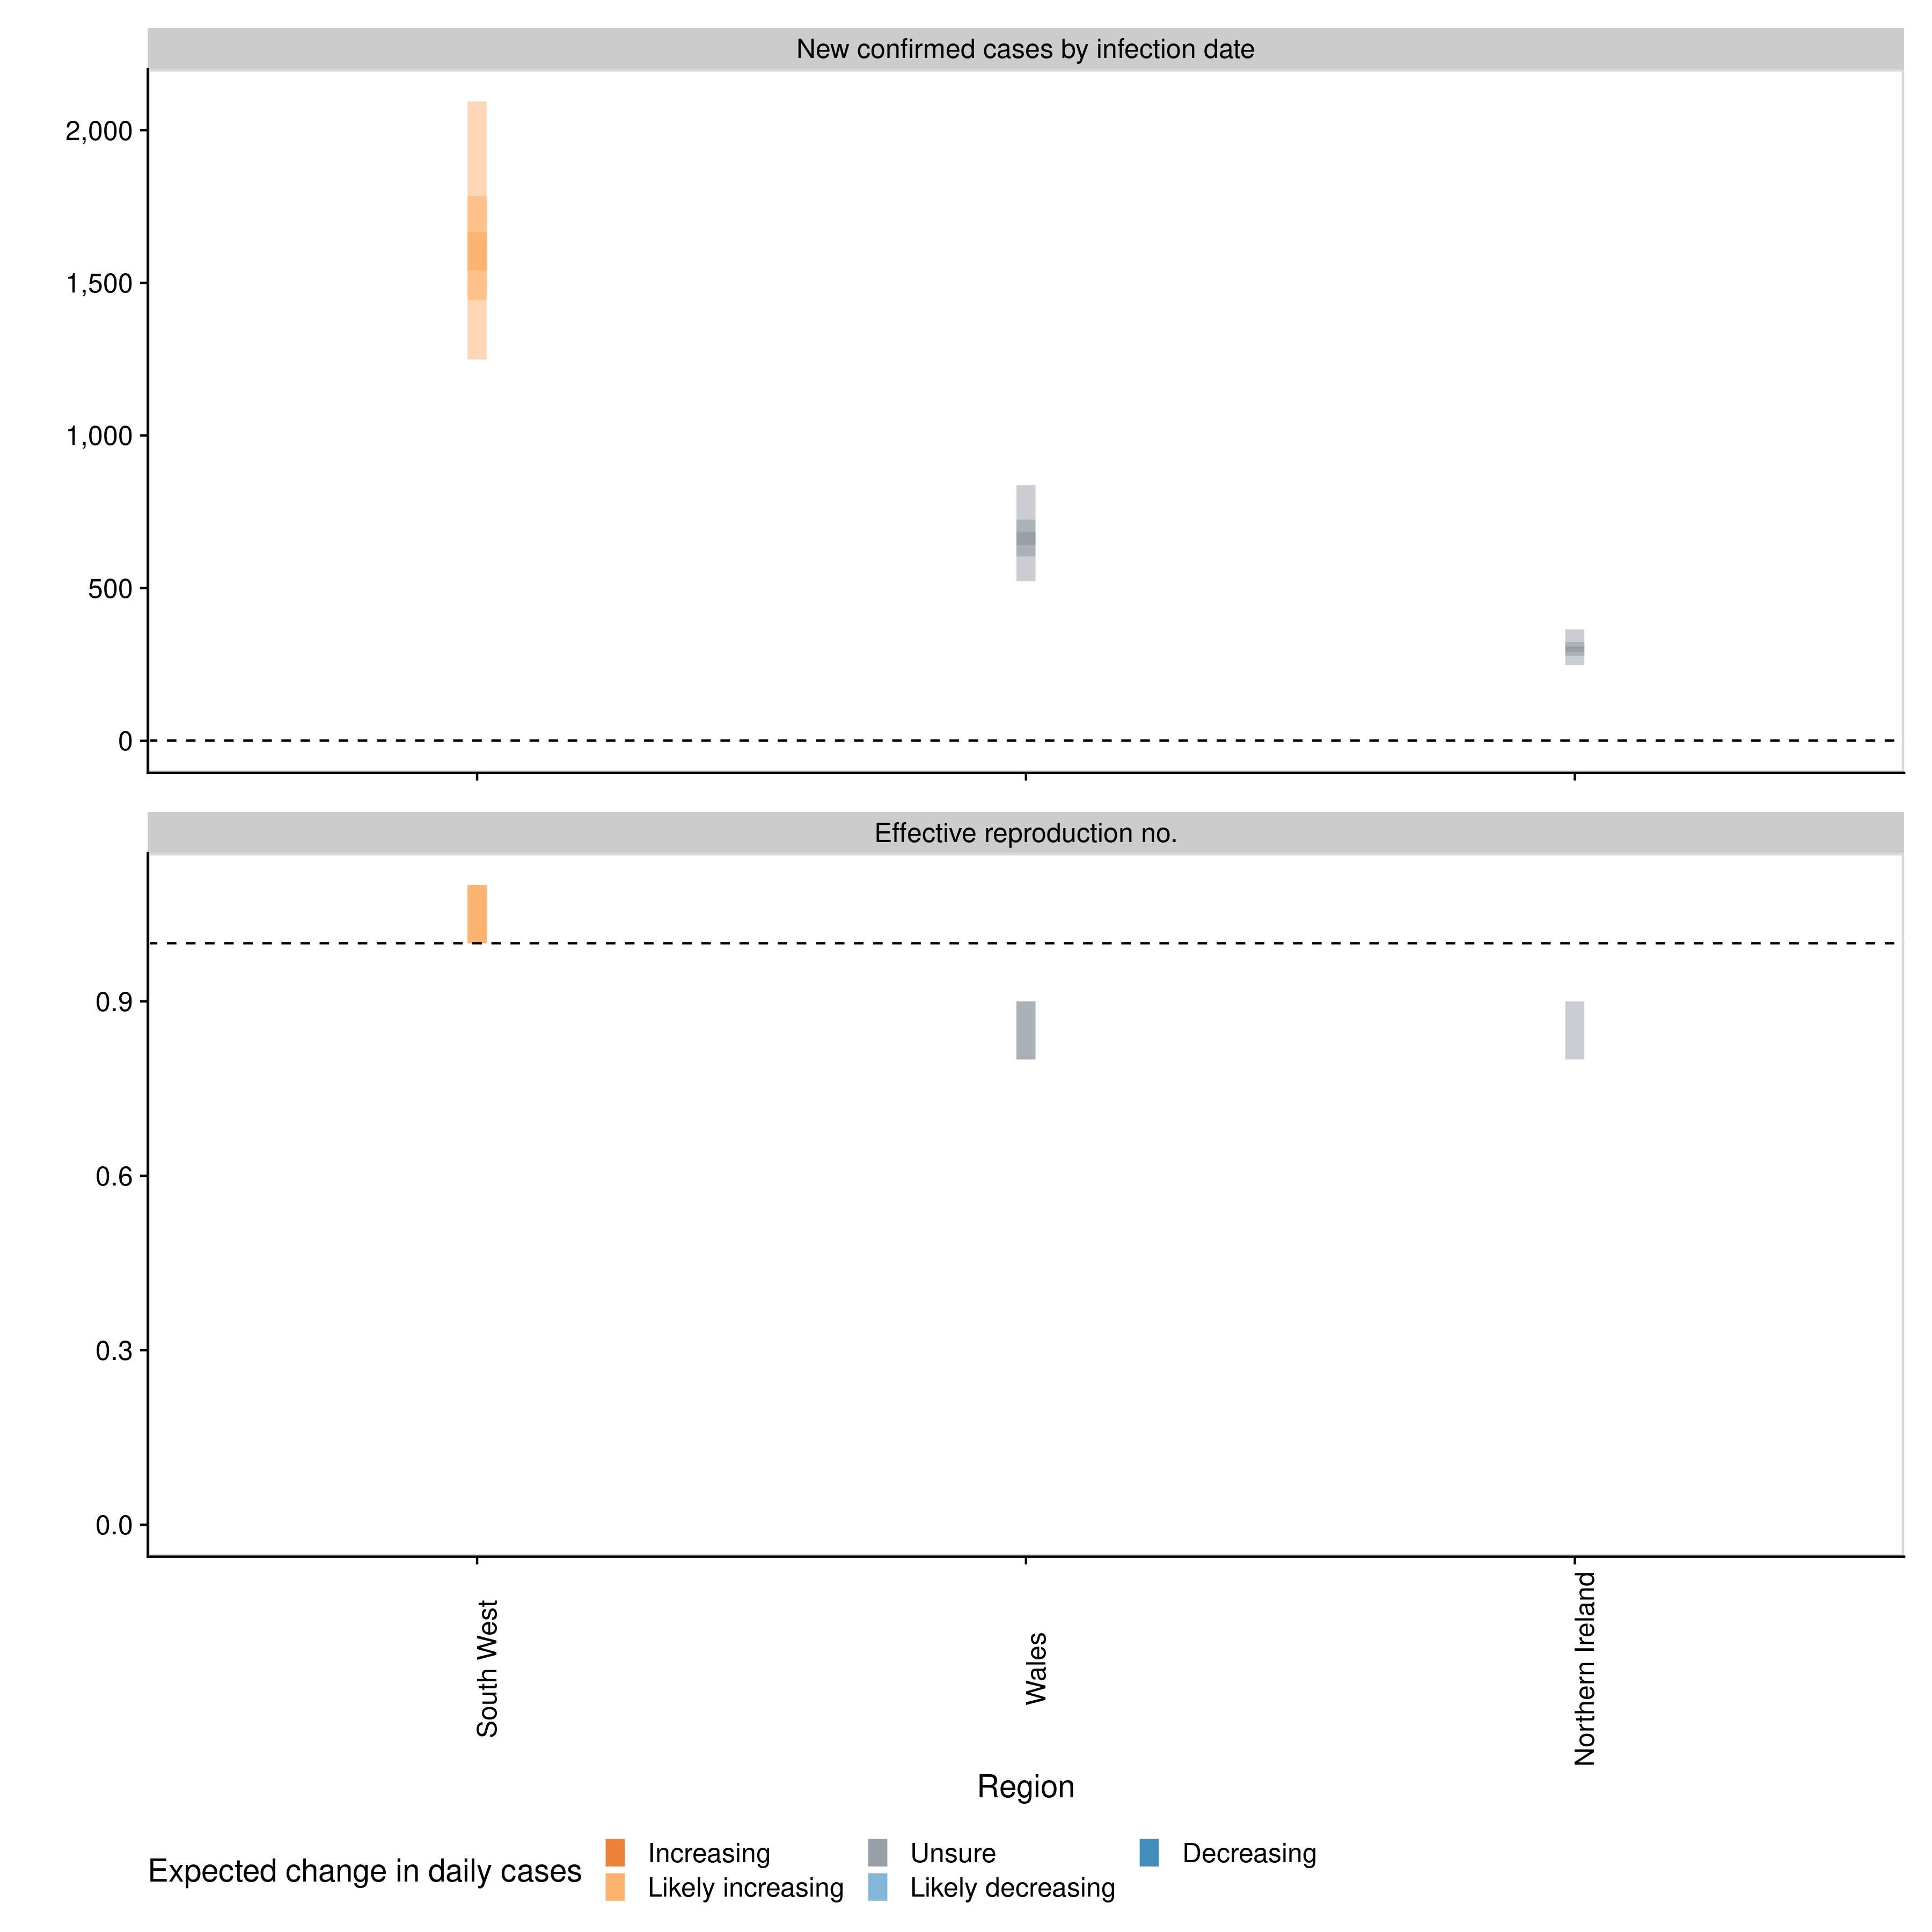 New confirmed cases by infection date
2,000
1,500
1,000
500
0
Effective reproduction no.
0.9
0.6
0.3
0.0
South West
Wales
Northern Ireland
Region
Expected change in daily cases
Increasing
Unsure
Decreasing
Likely increasing
Likely decreasing